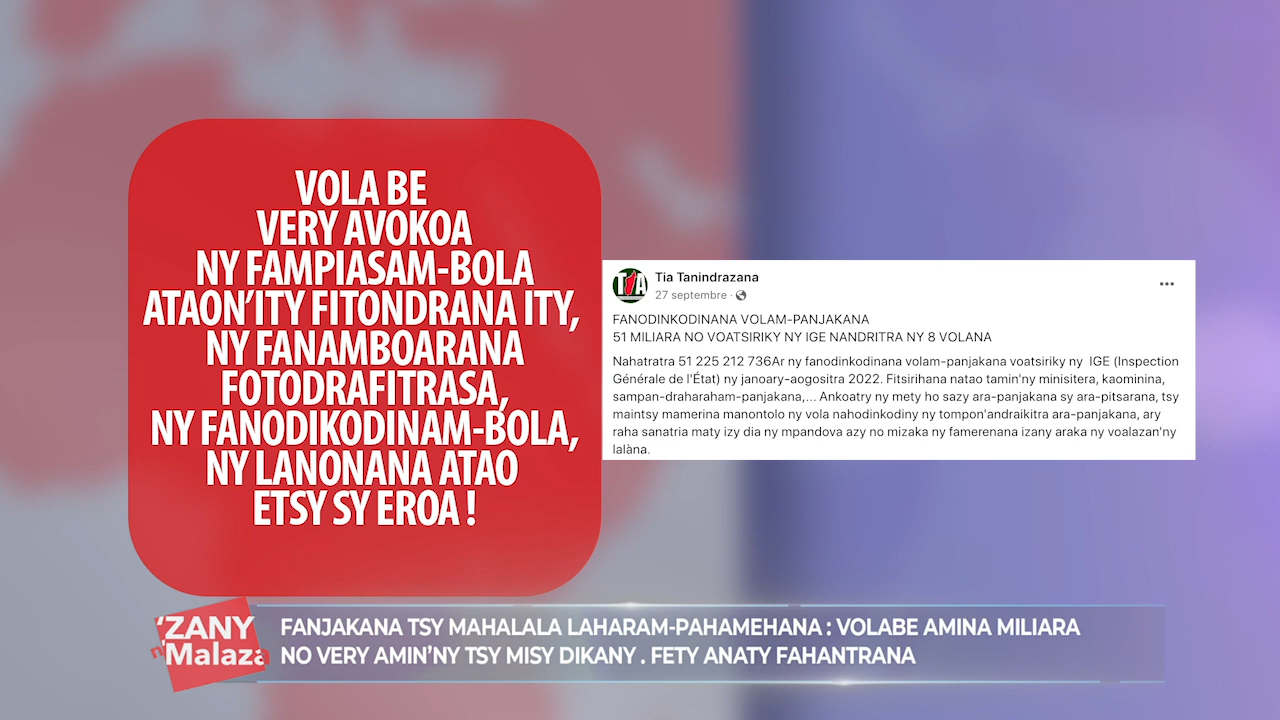 VOLA BE
VERY AVOKOA
NY FAMPIASAM-BOLA
ATAON'ITY FITONDRANA ITY,
NY FANAMBOARANA
FOTODRAFITRASA,
NY FANODIKODINAM-BOLA,
NY LANONANA ATAO
ETSY SY EROA !
TIA
Tia Tanindrazana
27 septembre ·
FANODINKODINANA VOLAM-PANJAKANA
51 MILIARA NO VOATSIRIKY NY IGE NANDRITRA NY 8 VOLANA
Nahatratra 51 225 212 736Ar ny fanodinkodinana volam-panjakana voatsiriky ny IGE (Inspection
Générale de l'État) ny janoary-aogositra 2022. Fitsirihana natao tamin'ny minisitera, kaominina,
sampan-draharaham-panjakana,... Ankoatry ny mety ho sazy ara-panjakana sy ara-pitsarana, tsy
maintsy mamerina manontolo ny vola nahodinkodiny ny tompon'andraikitra ara-panjakana, ary
raha sanatria maty izy dia ny mpandova azy no mizaka ny famerenana izany araka ny voalazan'ny
lalàna.
'ZANY
n'Malaza
FANJAKANA TSY MAHALALA LAHARAM-PAHAMEHANA : VOLABE AMINA MILIARA
NO VERY AMIN'NY TSY MISY DIKANY . FETY ANATY FAHANTRANA